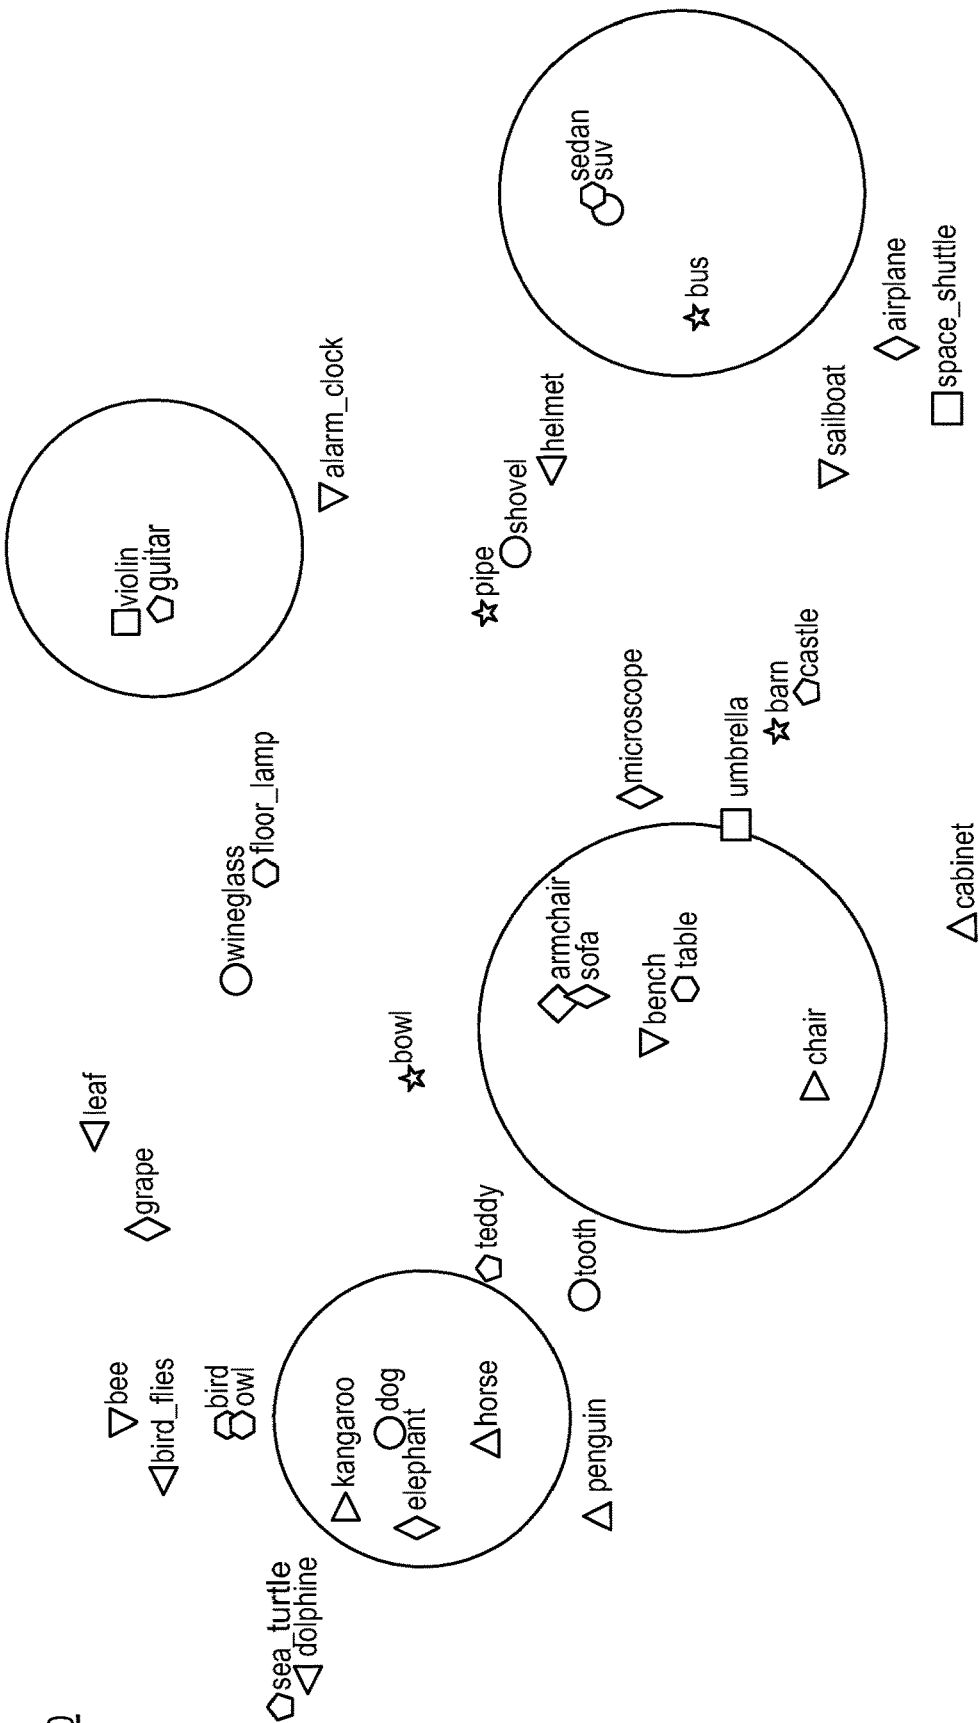 leaf
bee
violin
grape
guitar
bird_flies
bird
wineglass
owl
floor_lamp
sea_turtle
dolphine
alarm_clock
kangaroo
dog
bowl
elephant
pipe
horse
teddy
shovel
helmet
armchair
sedan
tooth
sofa
penguin
suv
microscope
bench
table
bus
umbrella
barn
castle
chair
sailboat
airplane
space_shuttle
cabinet